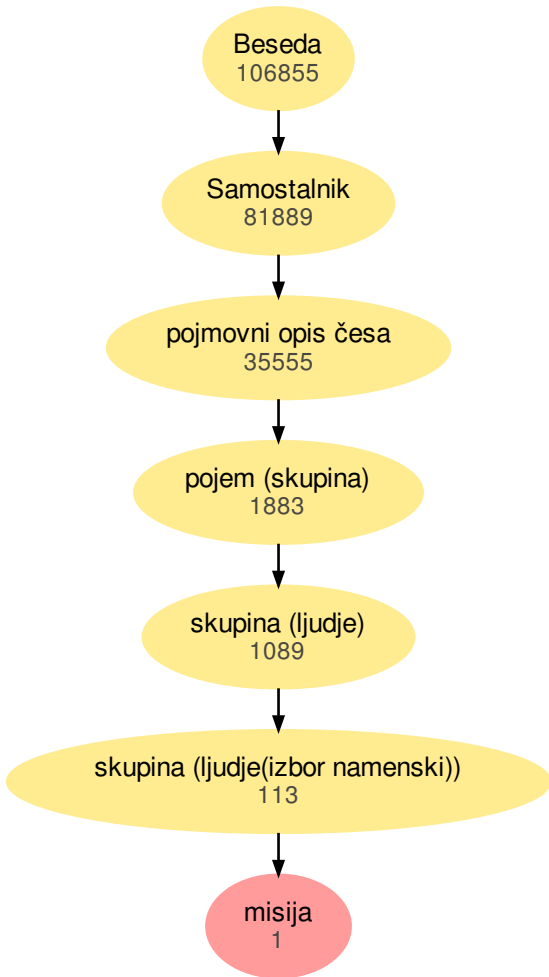 Beseda
106855
Samostalnik
81889
pojmovni opis česa
35555
pojem (skupina)
1883
skupina (ljudje)
1089
skupina (ljudje(izbor namenski))
113
misija
1